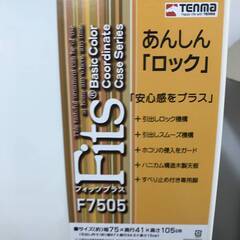 TENMA
あんしん
「ロック」
Fits®
Basic Color
Coordinate
Case Series
フィッツプラス
F7505
「安心感をプラス」
+引出しロック機構
+引出しスムーズ機構
+ホコリの侵入をガード
+ハニカム構造木製天板
+すべり止め付き専用脚
●サイズ(約)幅75×奥行41×高さ105cm